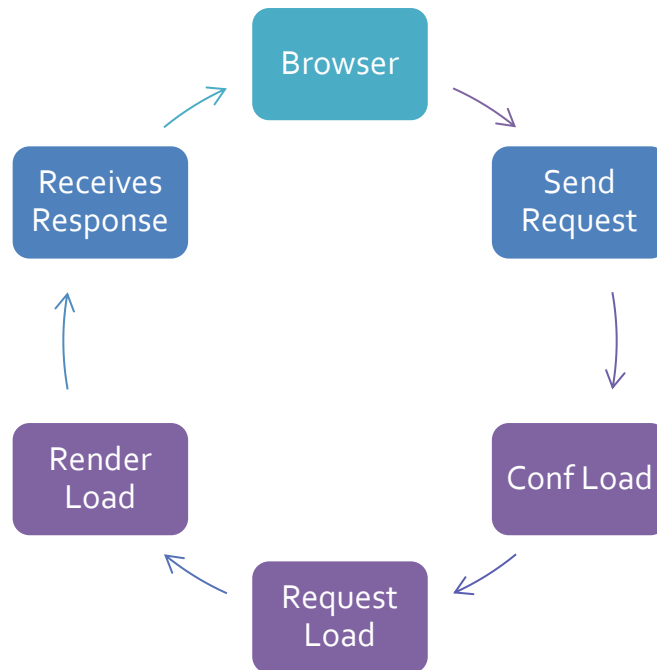 Browser
Send
Request
Conf Load
Request
Load
Render
Load
Receives
Response